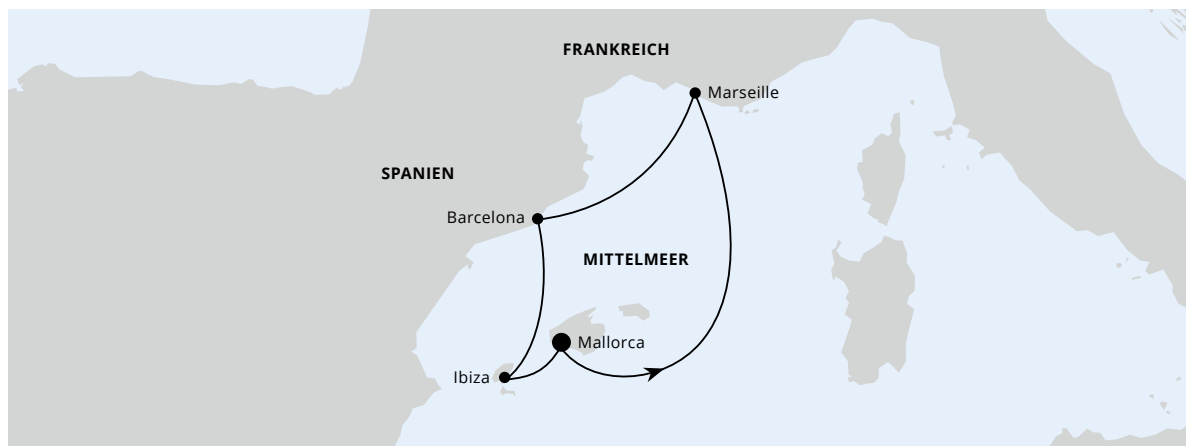 FRANKREICH
Marseille
SPANIEN
Barcelona
MITTELMEER
Mallorca
Ibiza